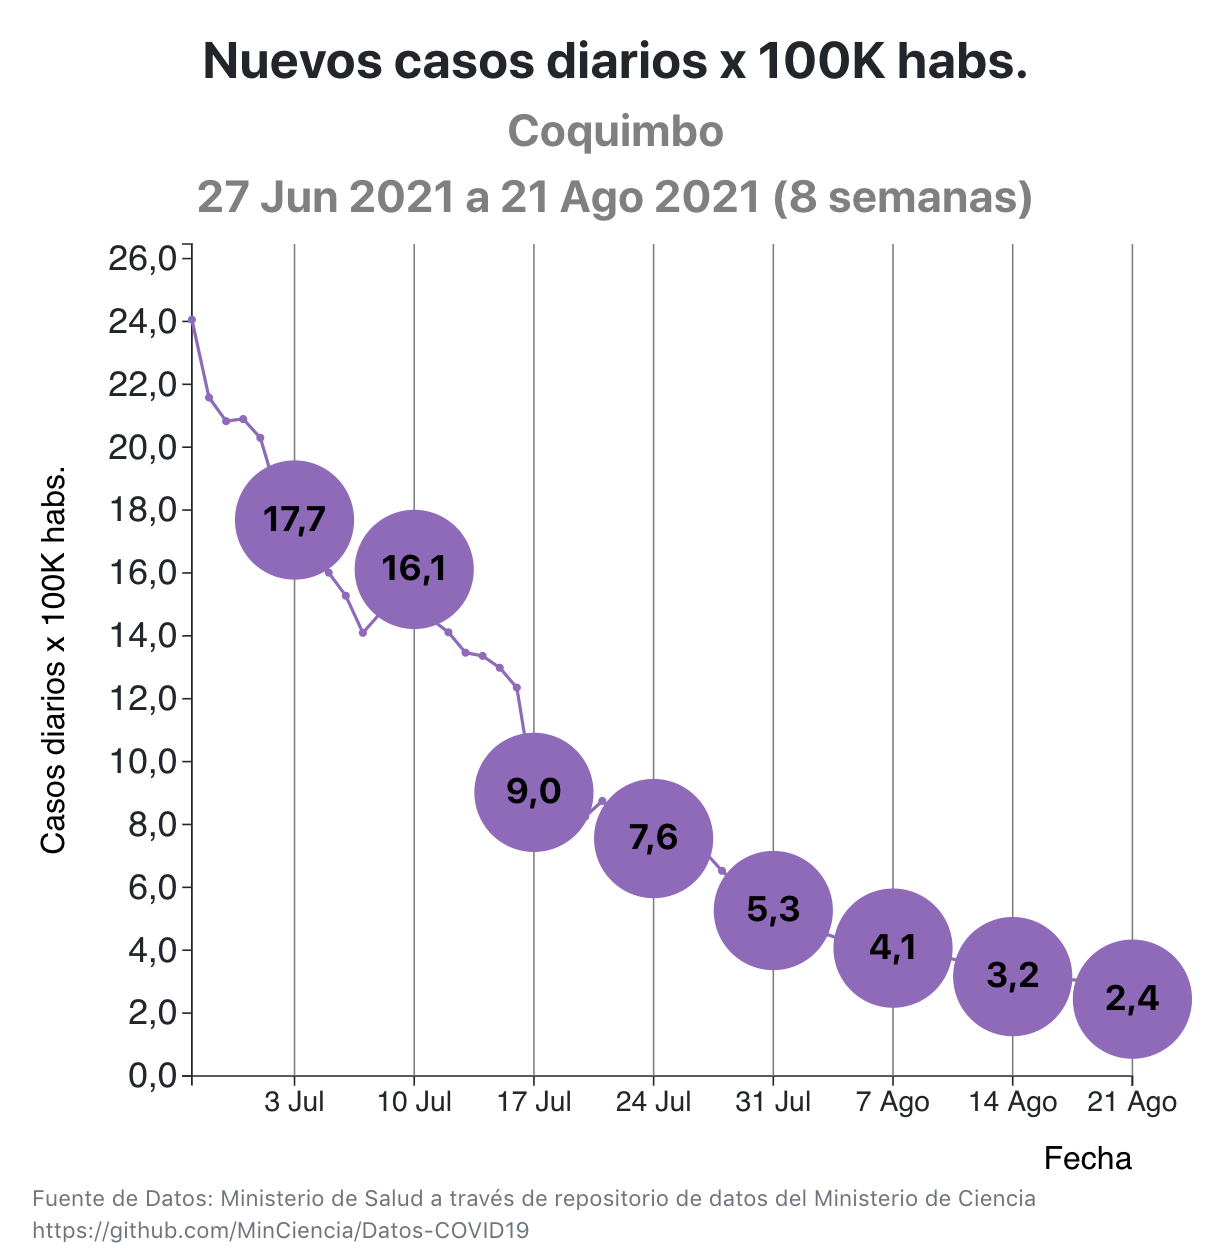 Nuevos casos diarios x 100K habs.
Coquimbo
27 Jun 2021 a 21 Ago 2021 (8 semanas)
26,0
24,0
22,0
20,0
18,0
16,0
14,0
12,0
10,0
8,0
6,0
4,0
2,0
0,0
Casos diarios x 100K habs.
17,7
16,1
9,0
7,6
5,3
4,1
3,2
2,4
3 Jul
10 Jul
17 Jul
24 Jul
31 Jul
7 Ago
14 Ago
21 Ago
Fecha
Fuente de Datos: Ministerio de Salud a través de repositorio de datos del Ministerio de Ciencia
https://github.com/MinCiencia/Datos-COVID19